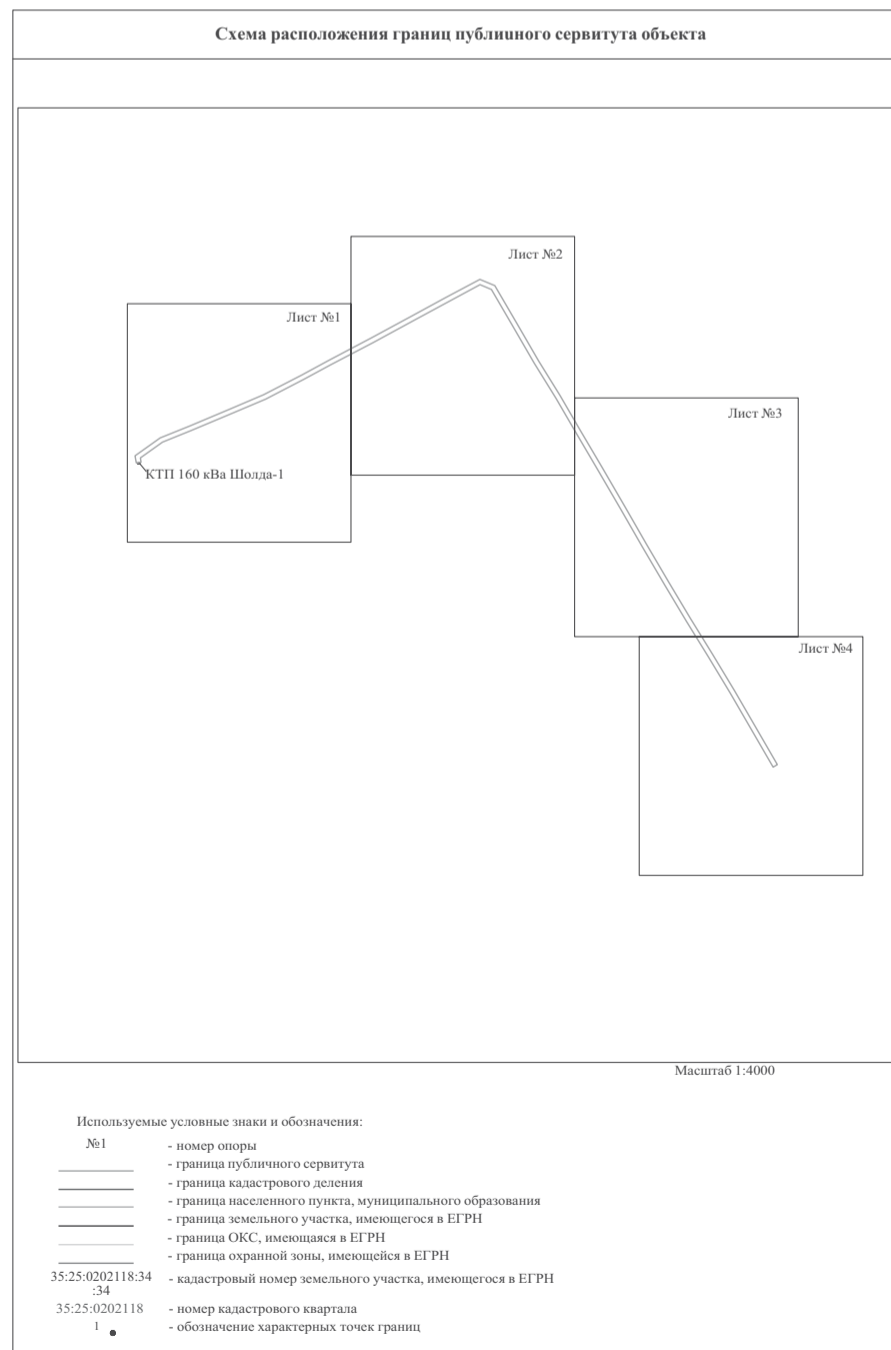 Схема расположения границ публиuного сервитута объекта
Лист №2
Лист №1
Лист №3
КТП 160 кВа Шолда-1
Лист №4
Масштаб 1:4000
Используемые условные знаки и обозначения:
№1 - номер опоры
- граница публичного сервитута
- граница кадастрового деления
- граница населенного пункта, муниципального образования
- граница земельного участка, имеющегося в ЕГРН
- граница ОКС, имеющаяся в ЕГРН
- граница охранной зоны, имеющейся в ЕГРН
35:25:0202118:34 - кадастровый номер земельного участка, имеющегося в ЕГРН
:34
35:25:0202118 - номер кадастрового квартала
1 - обозначение характерных точек границ